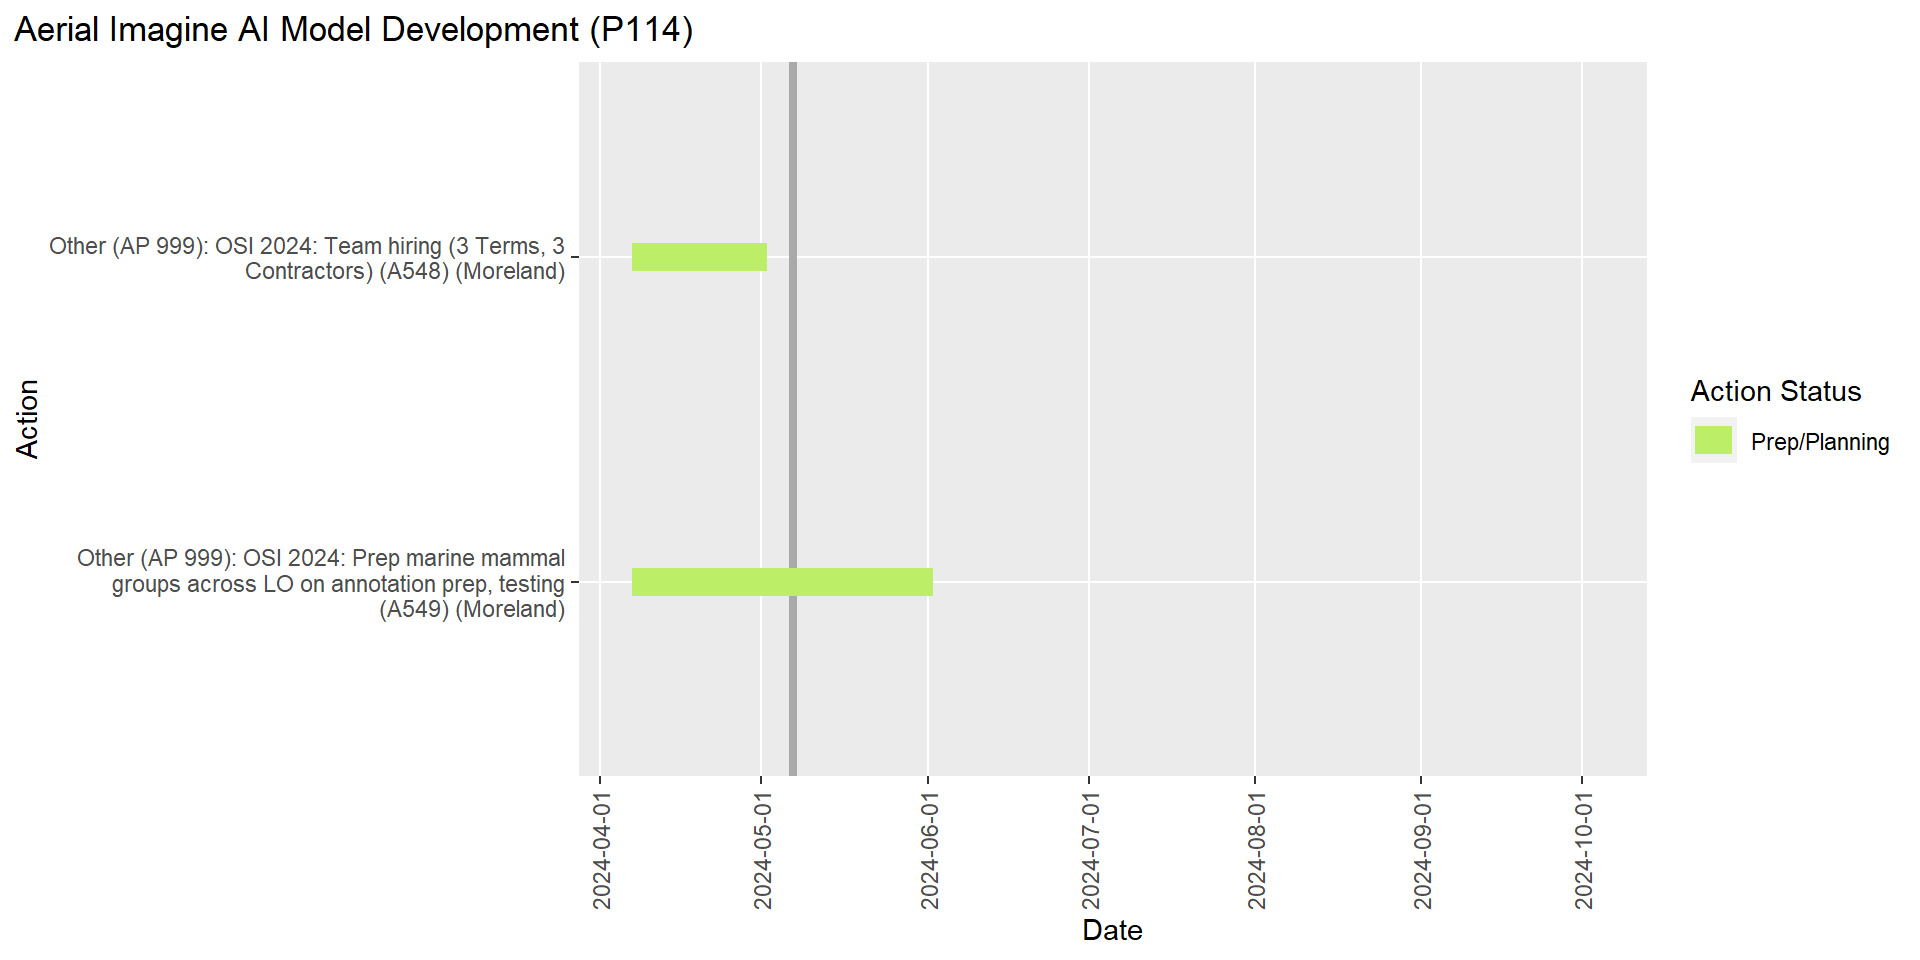 Aerial Imagine AI Model Development (P114)
Action
Other (AP 999): OSI 2024: Team hiring (3 Terms, 3
Contractors) (A548) (Moreland)
Other (AP 999): OSI 2024: Prep marine mammal
groups across LO on annotation prep, testing
(A549) (Moreland)
2024-04-01
2024-05-01
2024-06-01
2024-07-01
2024-08-01
2024-09-01
2024-10-01
Date
Action Status
Prep/Planning